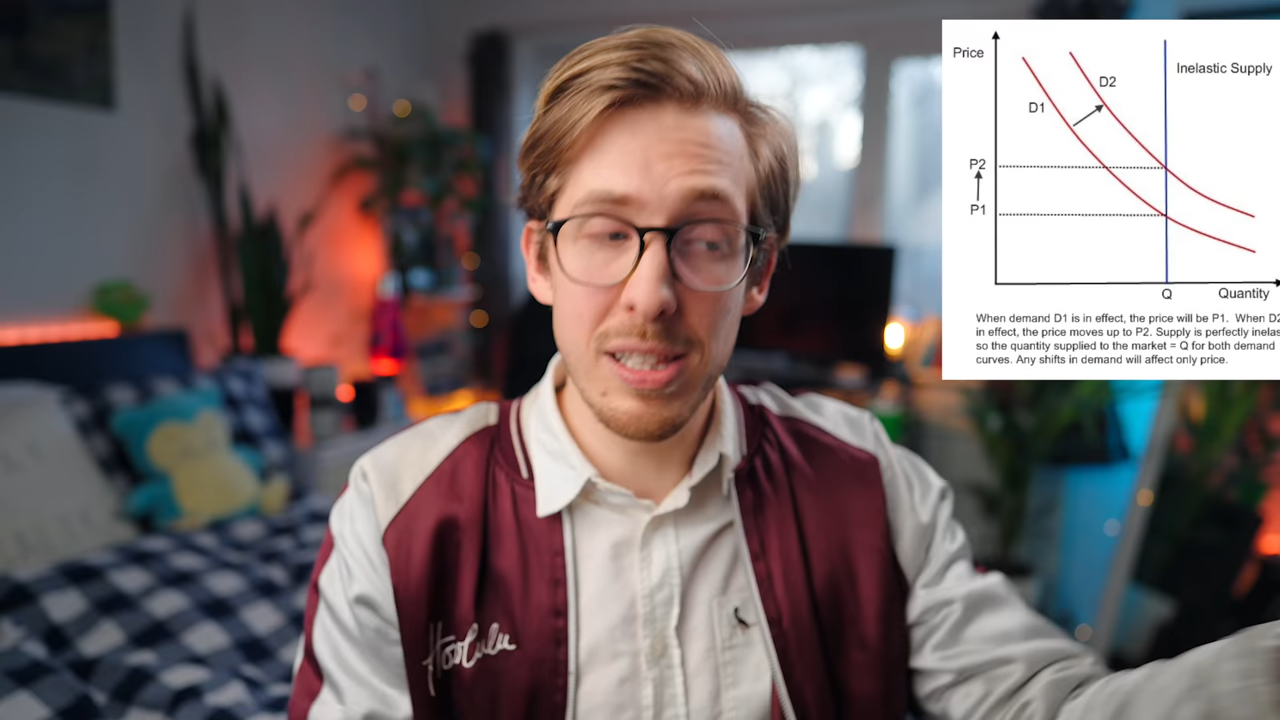 Price
Inelastic Supply
D2
D1
P2
P1
Q
Quantity
When demand D1 is in effect, the price will be P1. When D2
in effect, the price moves up to P2. Supply is perfectly inelas
so the quantity supplied to the market = Q for both demand
curves. Any shifts in demand will affect only price.
Honolulu